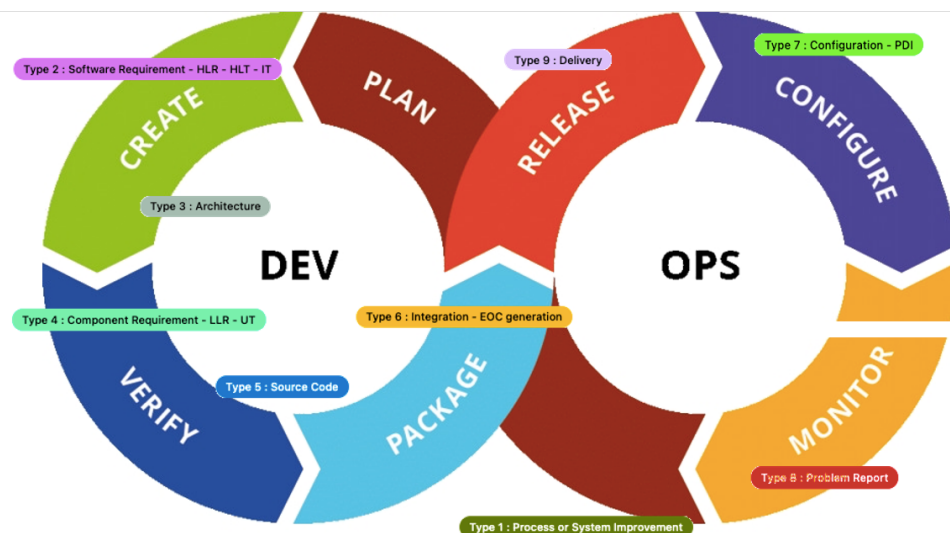 Type 2 : Software Requirement - HLR - HLT - IT
CREATE
PLAN
Type 9 : Delivery
RELEASE
Type 7 : Configuration - PDI
CONFIGURE
Type 3 : Architecture
DEV
OPS
Type 4 : Component Requirement - LLR - UT
Type 6 : Integration - EOC generation
VERIFY
Type 5 : Source Code
PACKAGE
MONITOR
Type 8 : Problem Report
Type 1 : Process or System Improvement